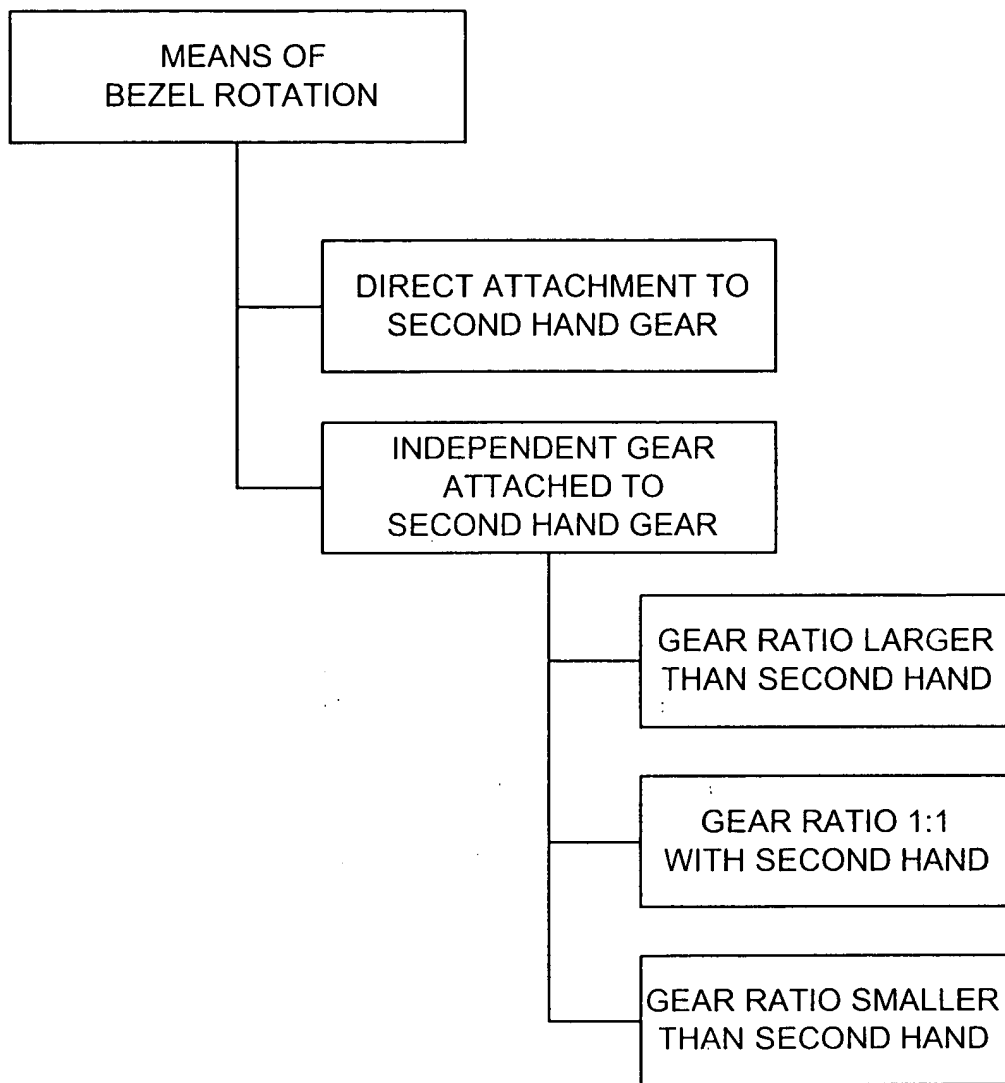 MEANS OF
BEZEL ROTATION
DIRECT ATTACHMENT TO
SECOND HAND GEAR
INDEPENDENT GEAR
ATTACHED TO
SECOND HAND GEAR
GEAR RATIO LARGER
THAN SECOND HAND
GEAR RATIO 1:1
WITH SECOND HAND
GEAR RATIO SMALLER
THAN SECOND HAND